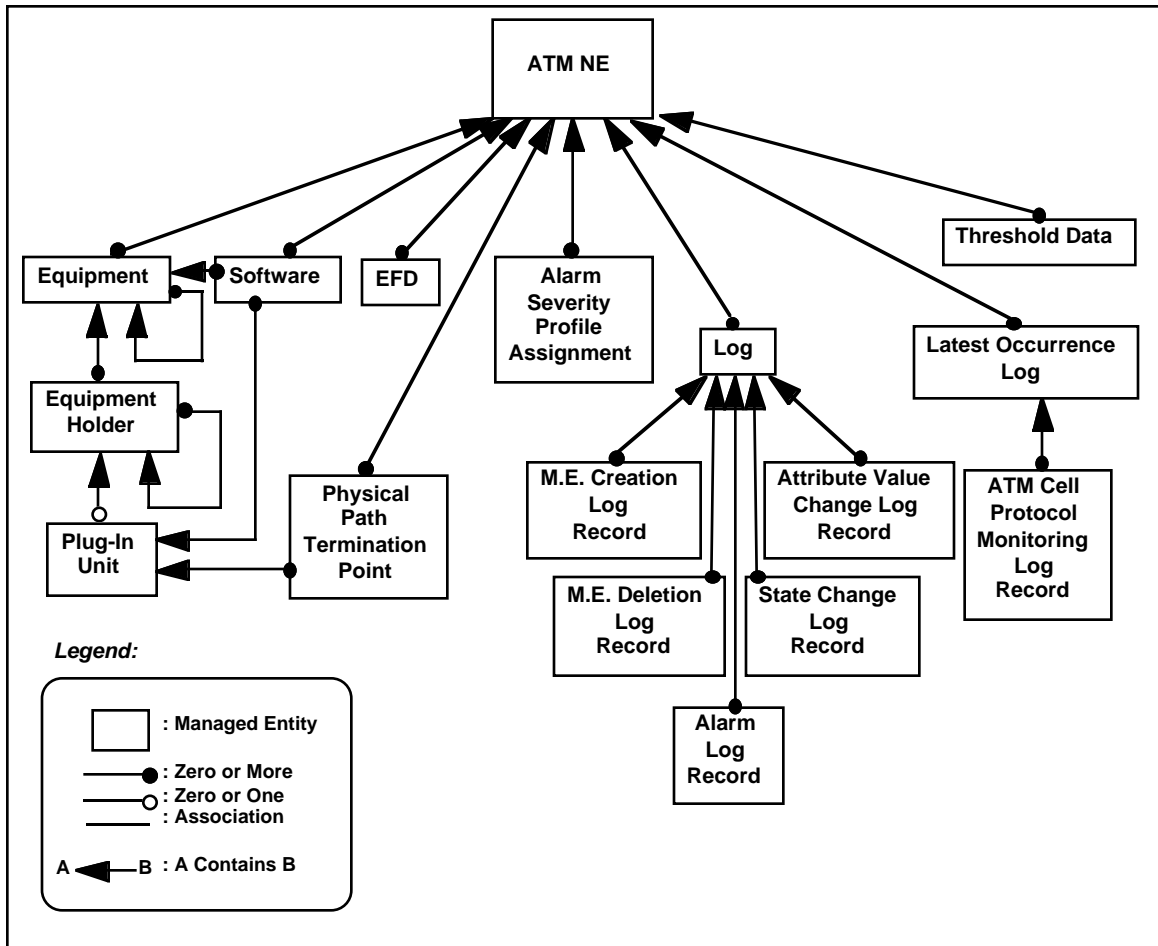 ATM NE
Threshold Data
Equipment
Software
EFD
Alarm
Severity
Profile
Assignment
Log
Latest Occurrence
Log
Equipment
Holder
M.E. Creation
Log
Record
Attribute Value
Change Log
Record
ATM Cell
Protocol
Monitoring
Log
Record
Physical
Path
Termination
Point
Plug-In
Unit
M.E. Deletion
Log
Record
State Change
Log
Record
Alarm
Log
Record
Legend:
: Managed Entity
: Zero or More
: Zero or One
: Association
A B : A Contains B